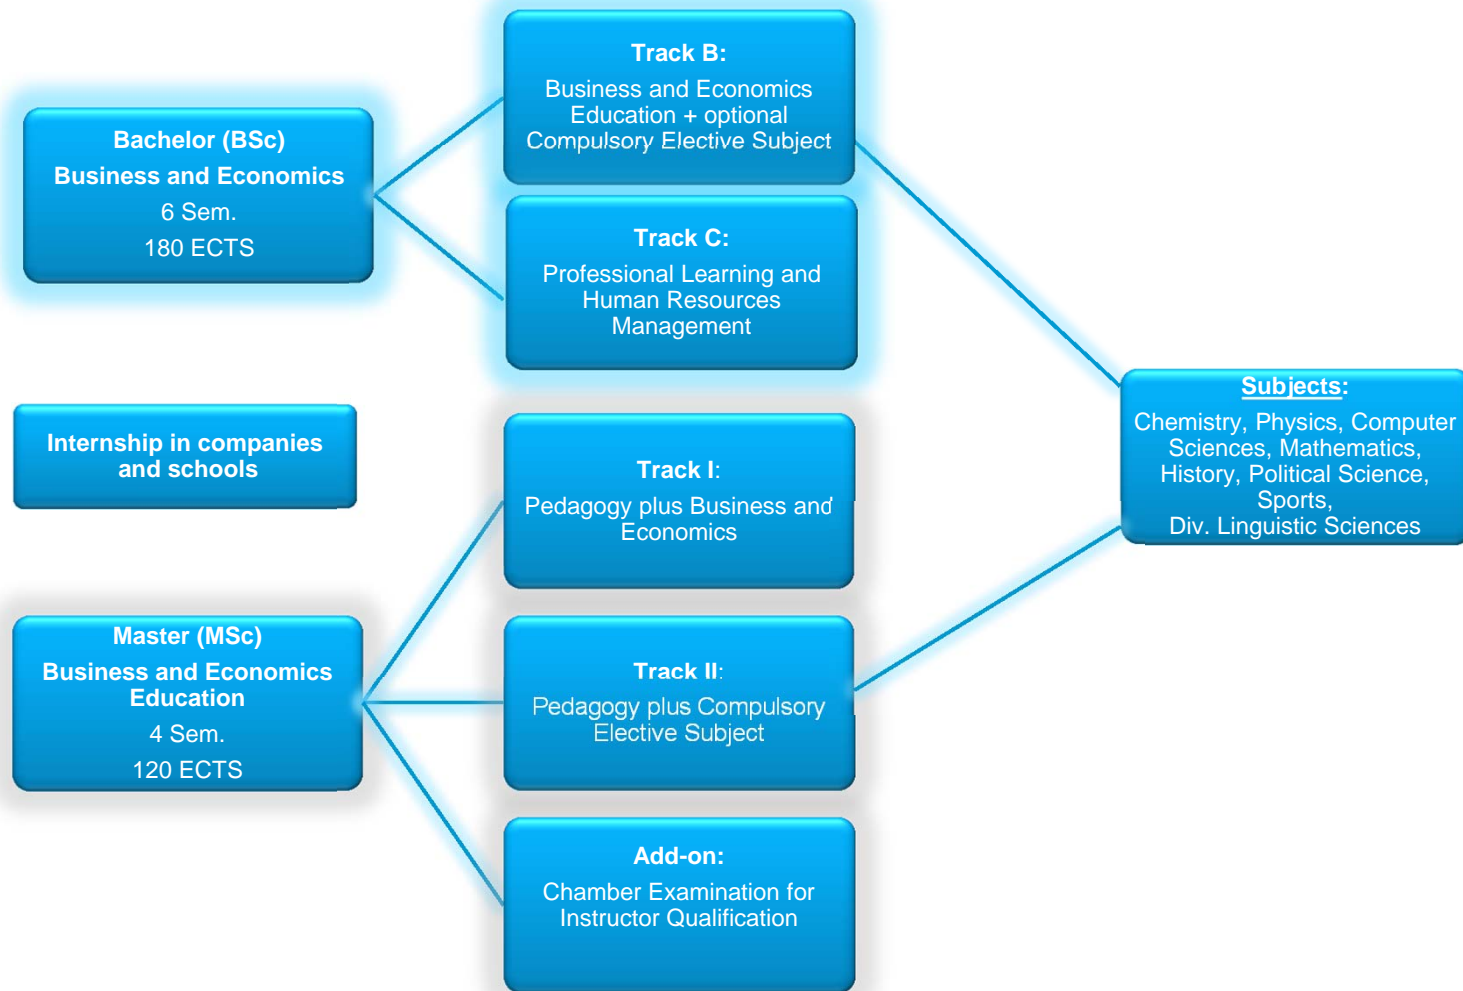 Bachelor (BSc)
Business and Economics
6 Sem.
180 ECTS
Track B:
Business and Economics
Education + optional
Compulsory Elective Subject
Track C:
Professional Learning and
Human Resources
Management
Internship in companies
and schools
Master (MSc)
Business and Economics
Education
4 Sem.
120 ECTS
Track I:
Pedagogy plus Business and
Economics
Track II:
Pedagogy plus Compulsory
Elective Subject
Add-on:
Chamber Examination for
Instructor Qualification
Subjects:
Chemistry, Physics, Computer
Sciences, Mathematics,
History, Political Science,
Sports,
Div. Linguistic Sciences